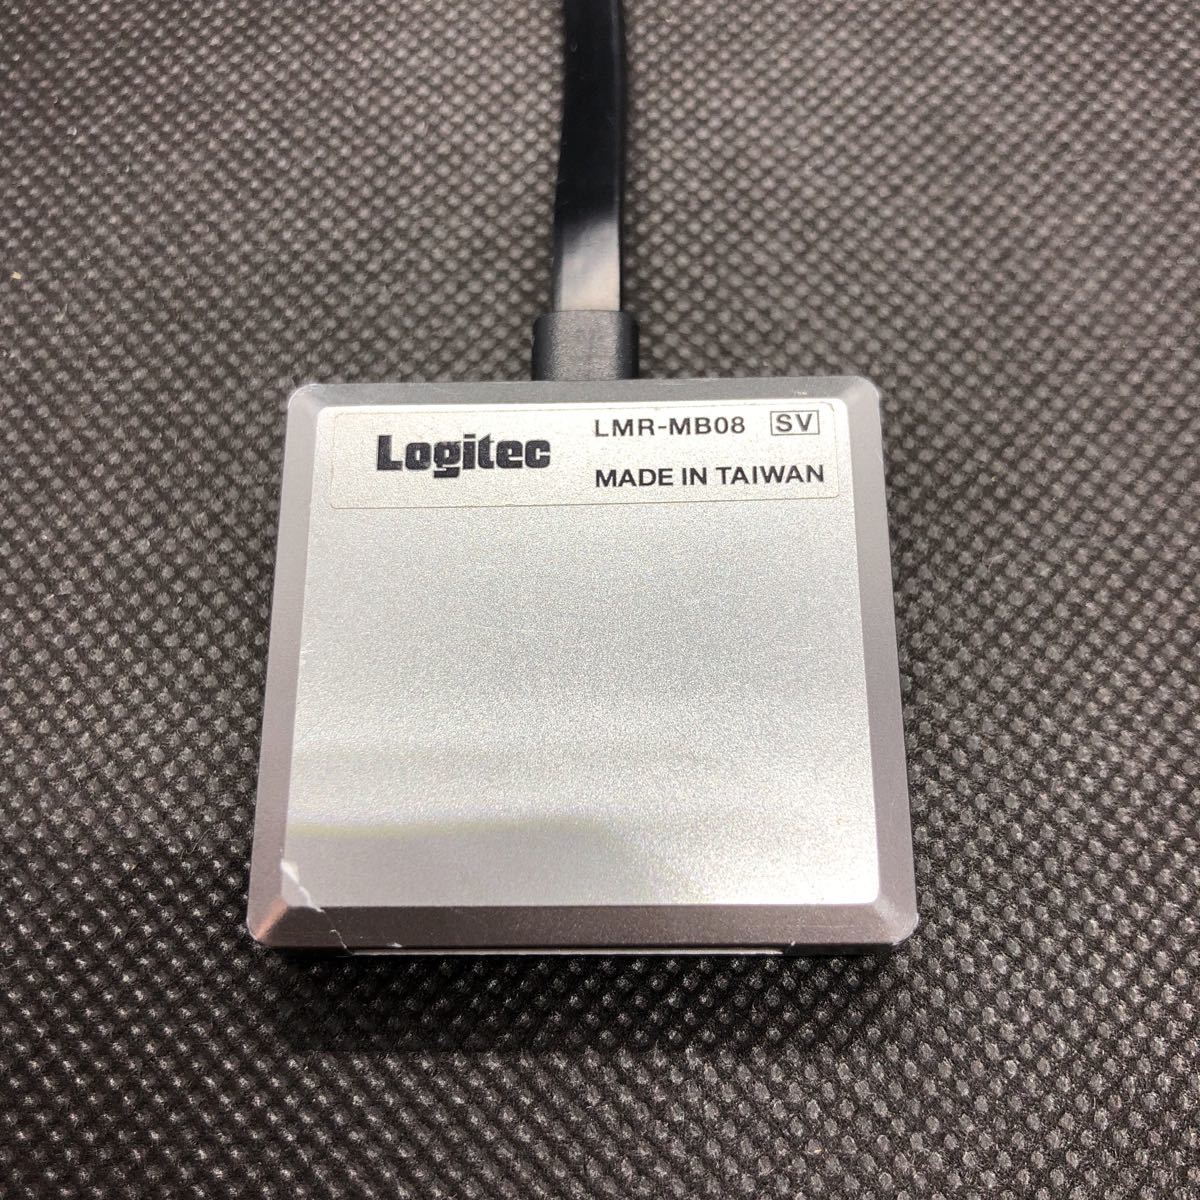 Logitec
LMR-MB08 SV
MADE IN TAIWAN